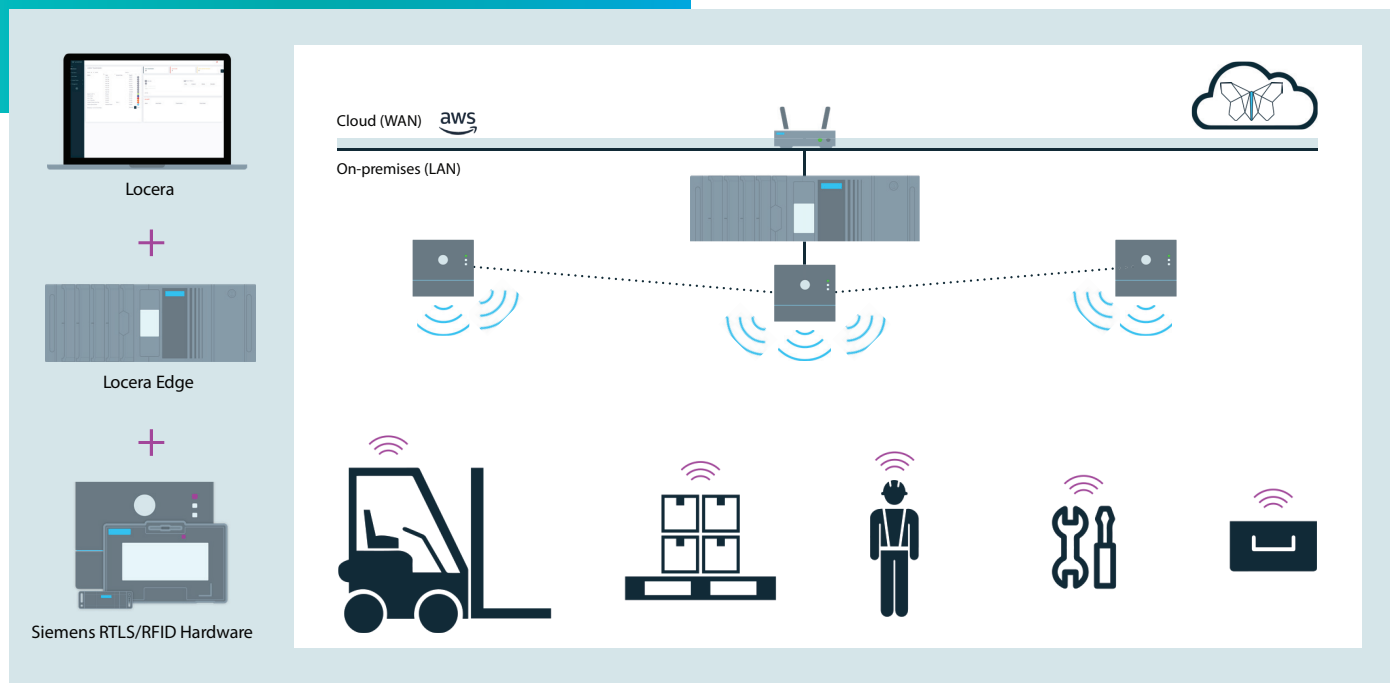 Locera
+
Locera Edge
+
Siemens RTLS/RFID Hardware
Cloud (WAN) aws
On-premises (LAN)